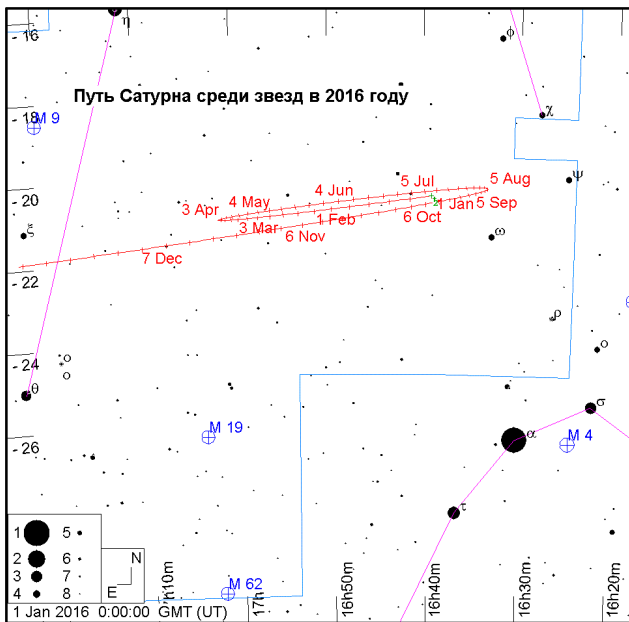 - 16
η
φ
Путь Сатурна среди звезд в 2016 году
M 9
- 18
χ
ψ
- 20
5 Aug
5 Jul
4 Jun
4 May
3 Apr
1 Jan
5 Sep
6 Oct
1 Feb
3 Mar
6 Nov
7 Dec
ξ
ω
- 22
ρ
- 24
ο
ο
ο
θ
σ
- 26
M 19
α
M 4
τ
1
5
2
6
3
7
4
8
N
E
M 62
1 Jan 2016 0:00:00 GMT (UT)
17h10m
17h
16h50m
16h40m
16h30m
16h20m